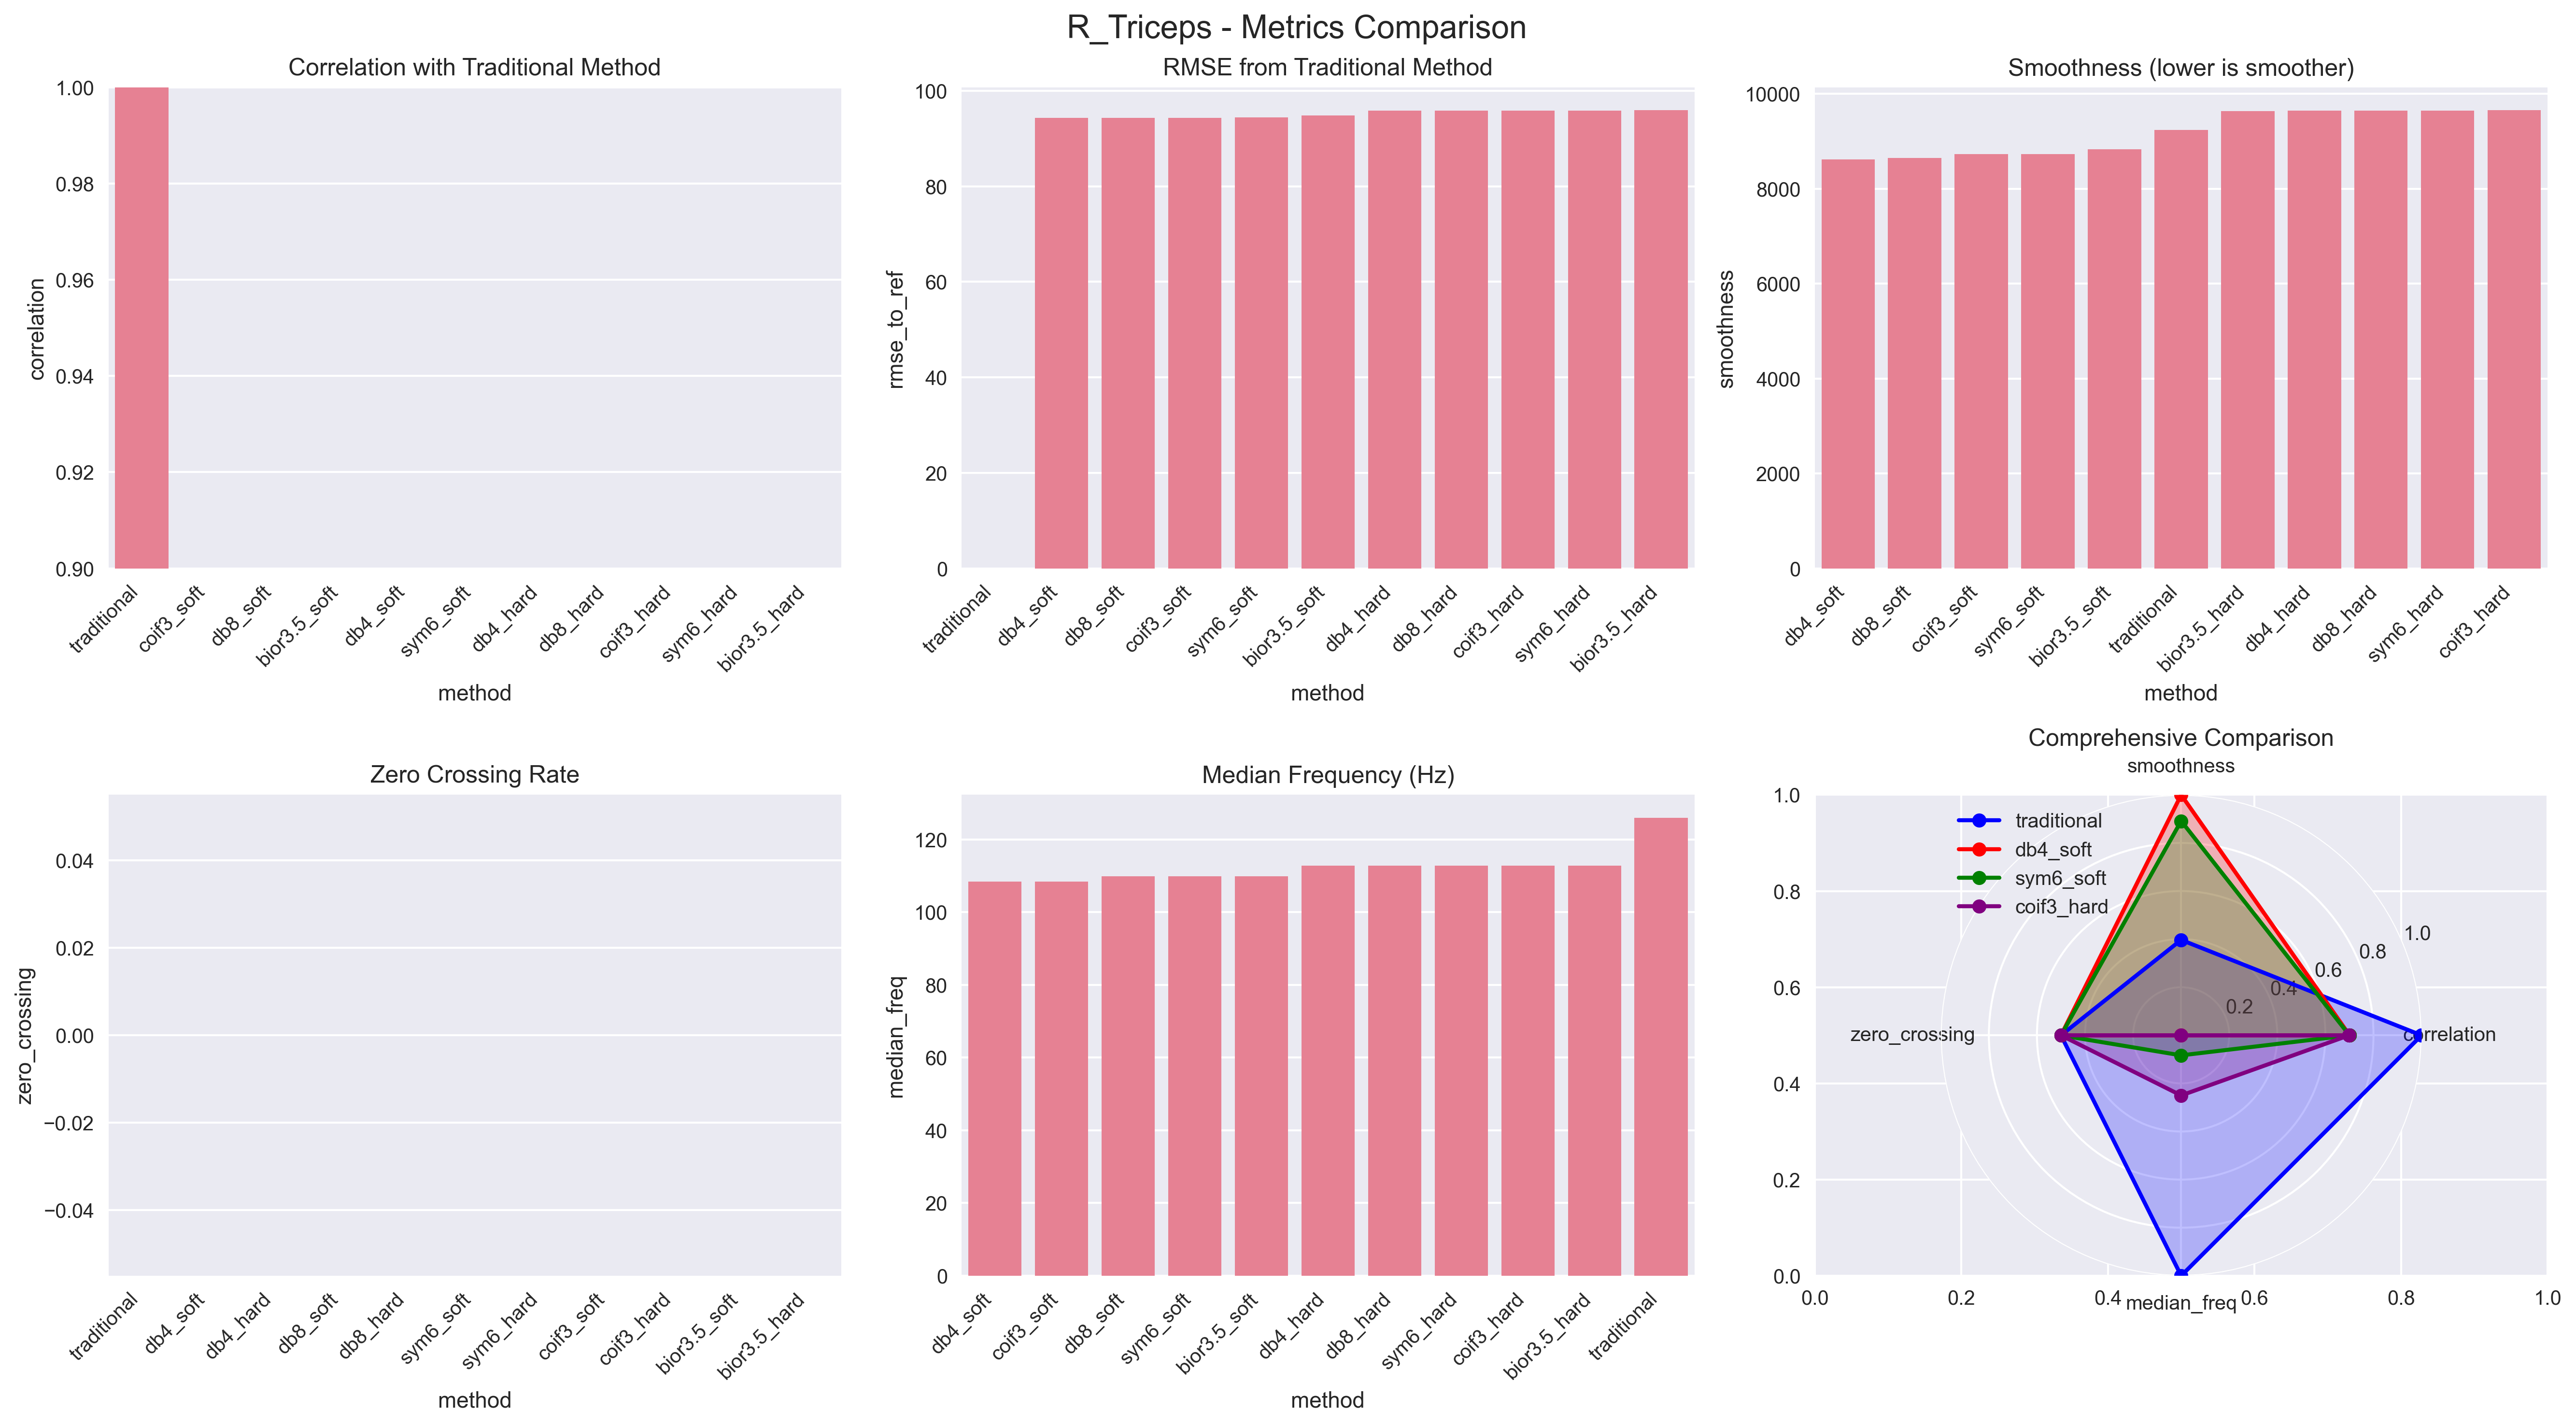 R_Triceps - Metrics Comparison
Correlation with Traditional Method
correlation
1.00
0.98
0.96
0.94
0.92
0.90
traditional
coif3_soft
db8_soft
bior3.5_soft
db4_soft
sym6_soft
db4_hard
db8_hard
coif3_hard
sym6_hard
bior3.5_hard
method
RMSE from Traditional Method
rmse_to_ref
100
80
60
40
20
0
traditional
db4_soft
db8_soft
coif3_soft
sym6_soft
bior3.5_soft
db4_hard
db8_hard
coif3_hard
sym6_hard
bior3.5_hard
method
Smoothness (lower is smoother)
smoothness
10000
8000
6000
4000
2000
0
db4_soft
db8_soft
coif3_soft
sym6_soft
bior3.5_soft
traditional
bior3.5_hard
db4_hard
db8_hard
sym6_hard
coif3_hard
method
Zero Crossing Rate
zero_crossing
0.04
0.02
0.00
−0.02
−0.04
traditional
db4_soft
db4_hard
db8_soft
db8_hard
sym6_soft
sym6_hard
coif3_soft
coif3_hard
bior3.5_soft
bior3.5_hard
method
Median Frequency (Hz)
median_freq
120
100
80
60
40
20
0
db4_soft
coif3_soft
db8_soft
sym6_soft
bior3.5_soft
db4_hard
db8_hard
sym6_hard
coif3_hard
bior3.5_hard
traditional
method
Comprehensive Comparison
smoothness
traditional
db4_soft
sym6_soft
coif3_hard
1.0
0.8
0.6
0.4
0.2
0.0
1.0
0.8
0.6
0.4
0.2
zero_crossing
correlation
0.0
0.2
0.4
median_freq
0.6
0.8
1.0